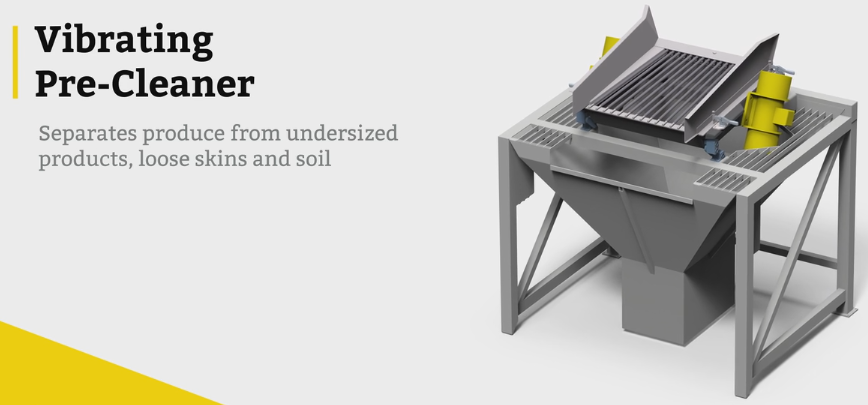 Vibrating
Pre-Cleaner
Separates produce from undersized
products, loose skins and soil